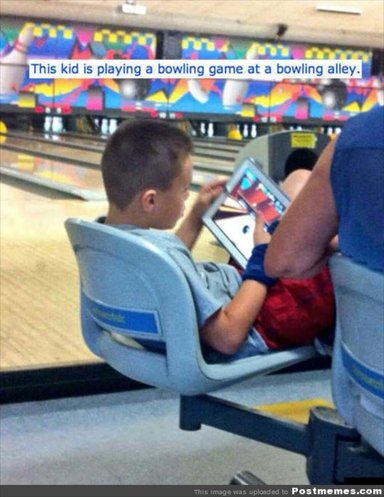 This kid is playing a bowling game at a bowling alley.
This image was uploaded to Postmemes.com